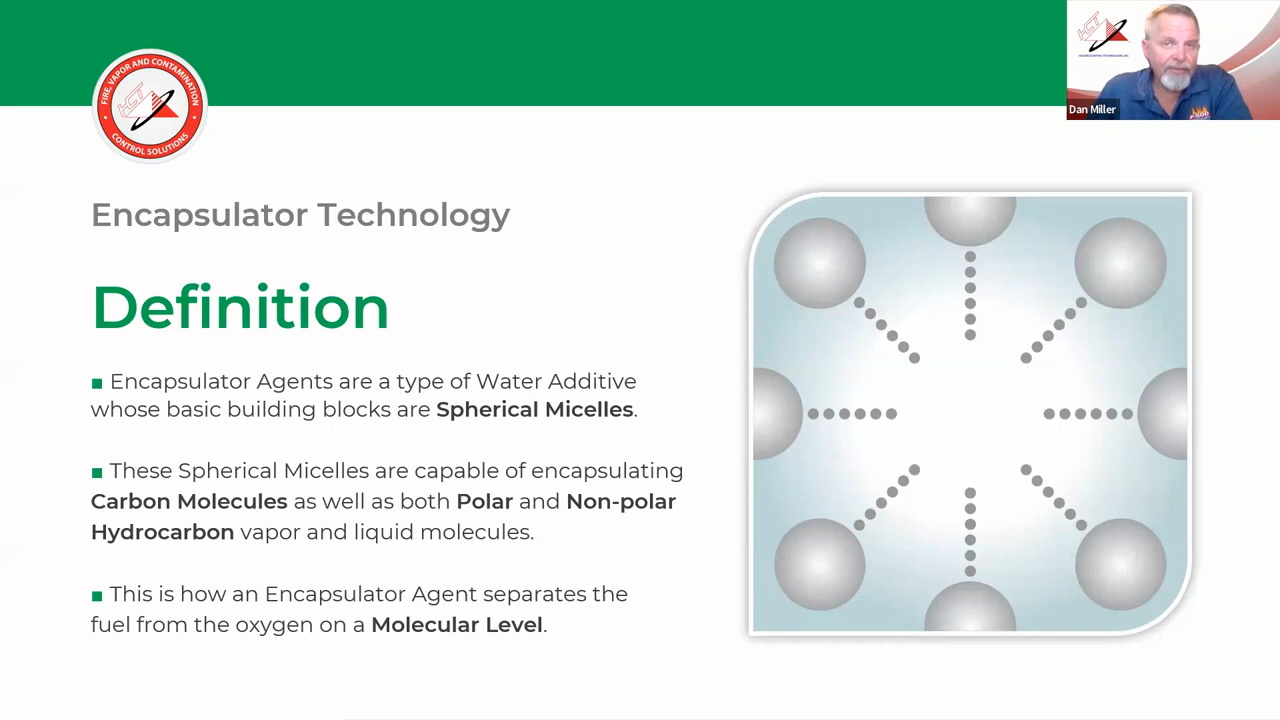 FIRE, VAPOR AND CONTAMINATION
HCT
CONTROL SOLUTIONS
HCT
Dan Miller
Encapsulator Technology
Definition
■ Encapsulator Agents are a type of Water Additive
whose basic building blocks are Spherical Micelles.
■ These Spherical Micelles are capable of encapsulating
Carbon Molecules as well as both Polar and Non-polar
Hydrocarbon vapor and liquid molecules.
■ This is how an Encapsulator Agent separates the
fuel from the oxygen on a Molecular Level.